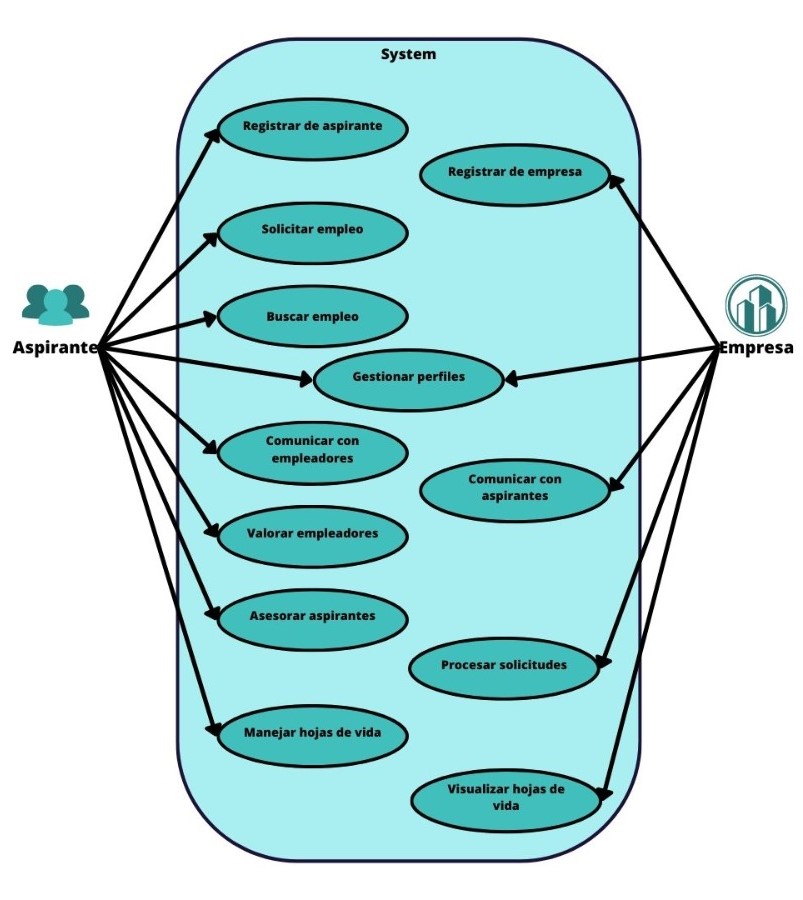 System
Registrar de aspirante
Registrar de empresa
Solicitar empleo
Buscar empleo
Aspirante
Empresa
Gestionar perfiles
Comunicar con
empleadores
Comunicar con
aspirantes
Valorar empleadores
Asesorar aspirantes
Procesar solicitudes
Manejar hojas de vida
Visualizar hojas de
vida